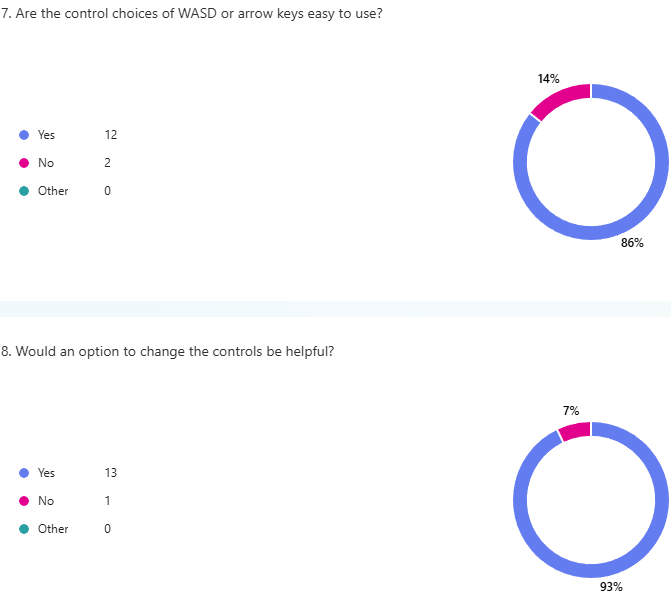 7. Are the control choices of WASD or arrow keys easy to use?
14%
Yes 12
No 2
Other 0
86%
8. Would an option to change the controls be helpful?
7%
Yes 13
No 1
Other 0
93%